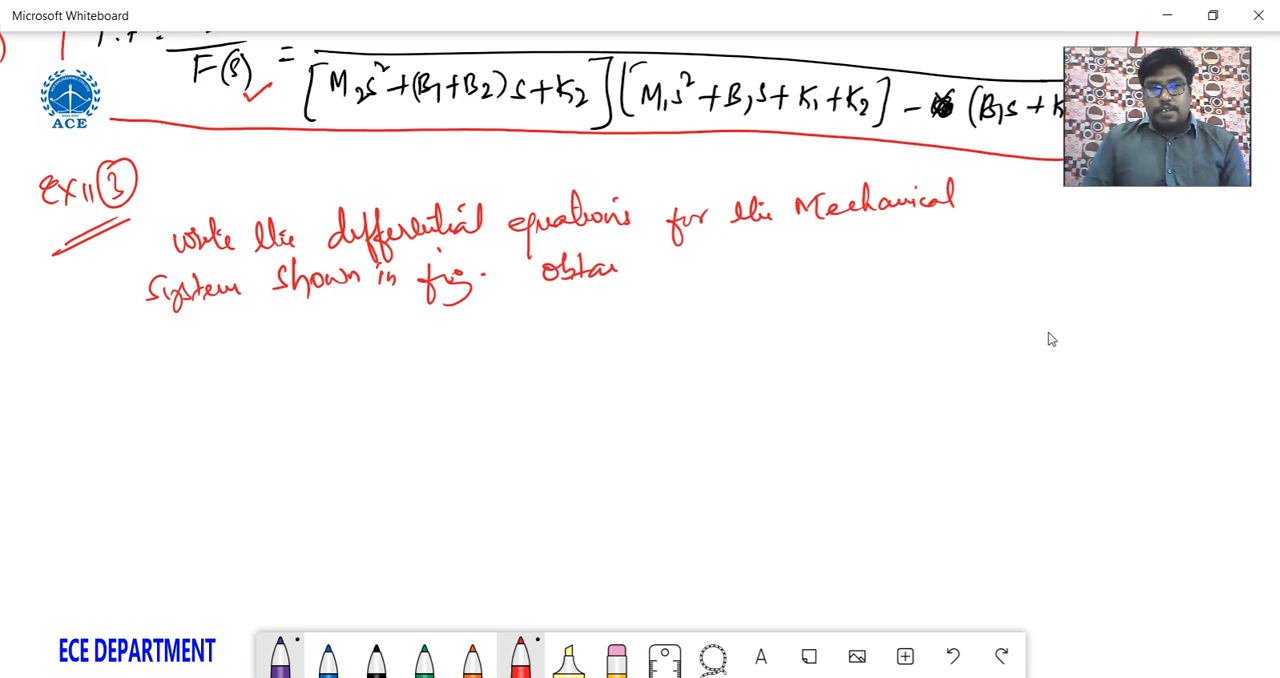 Microsoft Whiteboard
F(s) =
[M₂s² + (B₁ + B₂) s + K₂] [M₁s² + B₁s + K₁ + K₂] - (B₁s + K
ACE
Ex 11 3
write the differential equations for the Mechanical
System shown in fig. obtai
ECE DEPARTMENT
A